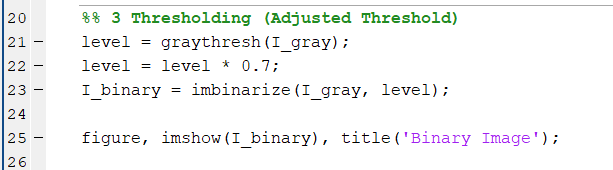 20 %% 3 Thresholding (Adjusted Threshold)
21 – level = graythresh(I_gray);
22 – level = level * 0.7;
23 – I_binary = imbinarize(I_gray, level);
24
25 – figure, imshow(I_binary), title('Binary Image');
26